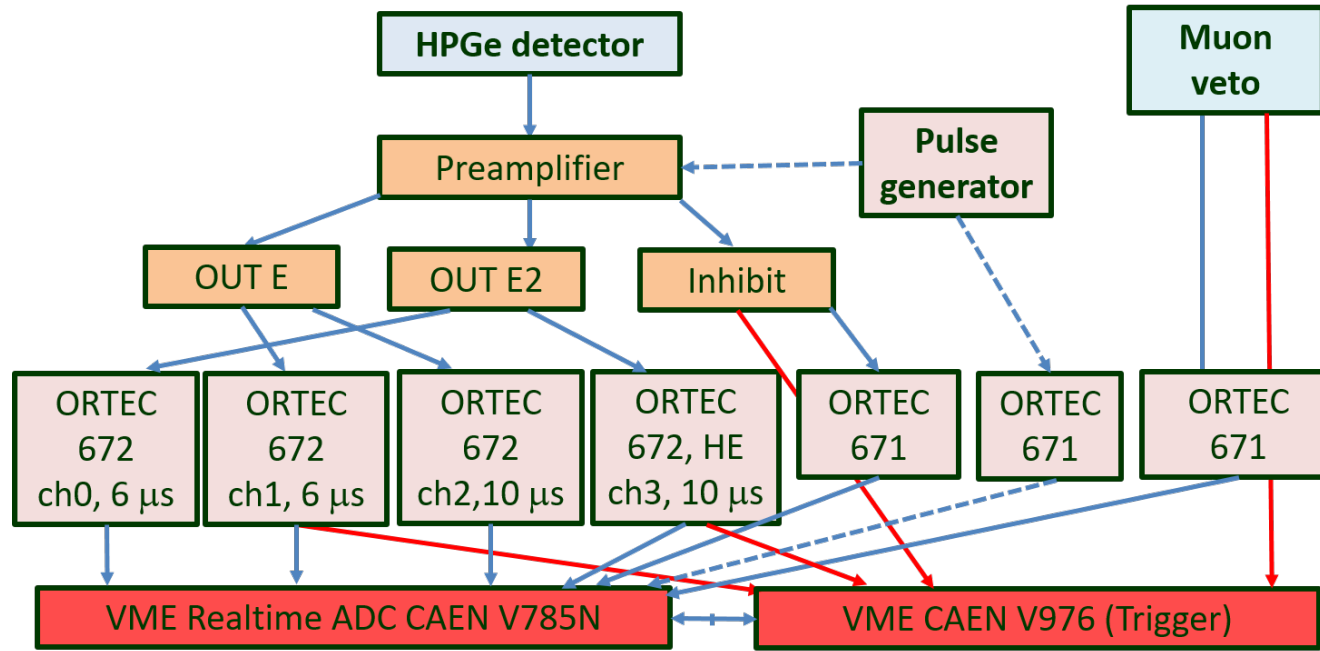 HPGe detector
Muon
veto
Pulse
generator
Preamplifier
OUT E
OUT E2
Inhibit
ORTEC
672
ch0, 6 μs
ORTEC
672
ch1, 6 μs
ORTEC
672
ch2,10 μs
ORTEC
672, HE
ch3, 10 μs
ORTEC
671
ORTEC
671
ORTEC
671
VME Realtime ADC CAEN V785N
VME CAEN V976 (Trigger)